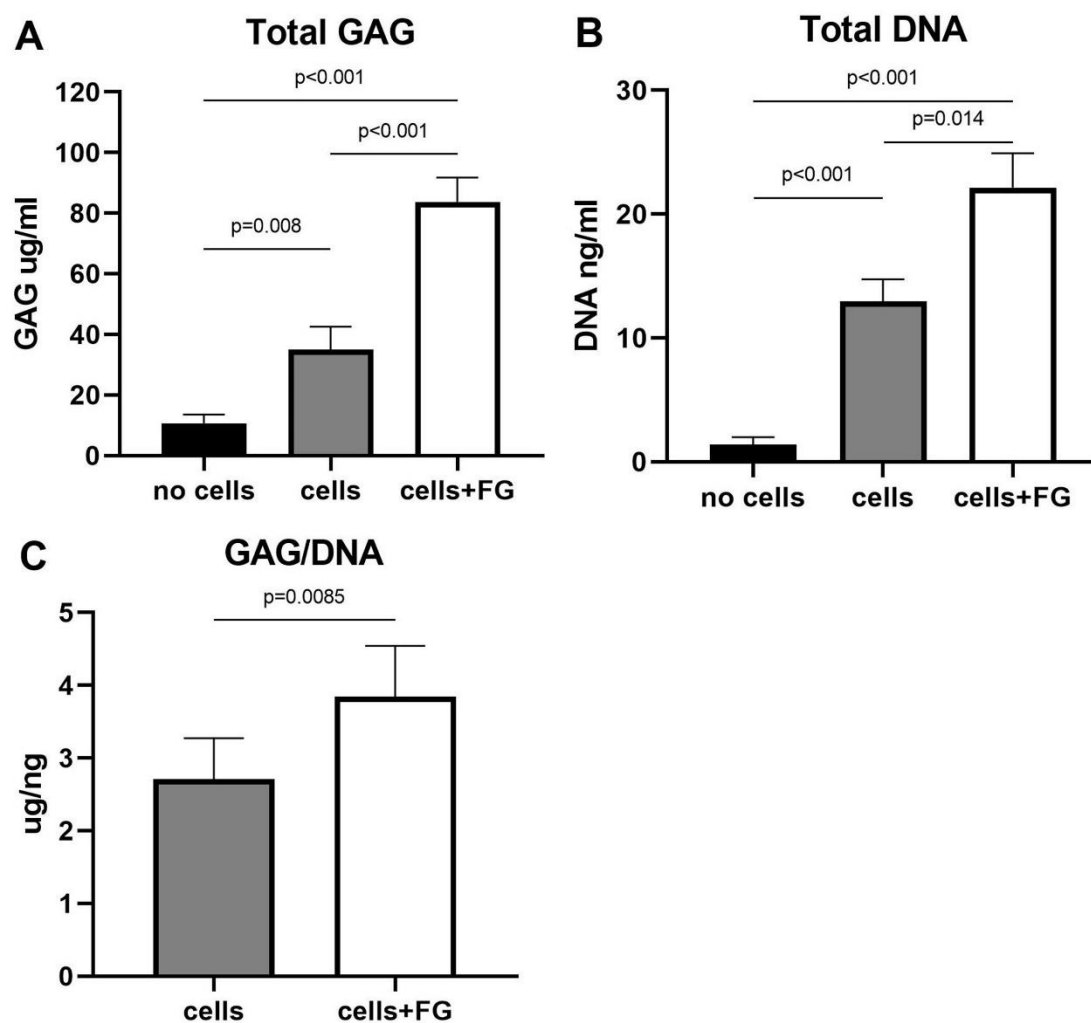 A
Total GAG
p<0.001
p<0.001
p=0.008
GAG ug/ml
120
100
80
60
40
20
0
no cells cells cells+FG
B
Total DNA
p<0.001
p=0.014
p<0.001
DNA ng/ml
30
20
10
0
no cells cells cells+FG
C
GAG/DNA
p=0.0085
ug/ng
5
4
3
2
1
0
cells cells+FG